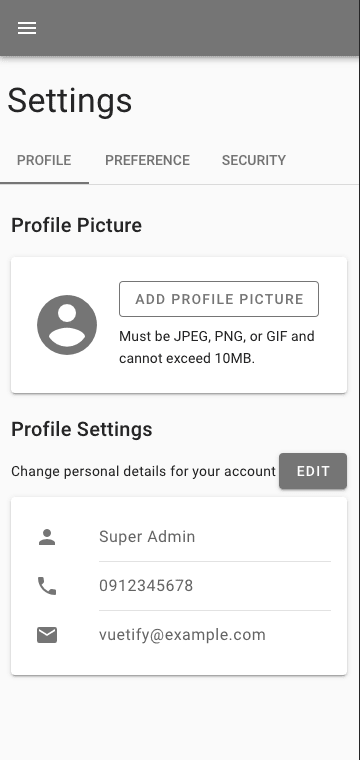 Settings
PROFILE PREFERENCE SECURITY
Profile Picture
ADD PROFILE PICTURE
Must be JPEG, PNG, or GIF and
cannot exceed 10MB.
Profile Settings
Change personal details for your account EDIT
Super Admin
0912345678
vuetify@example.com